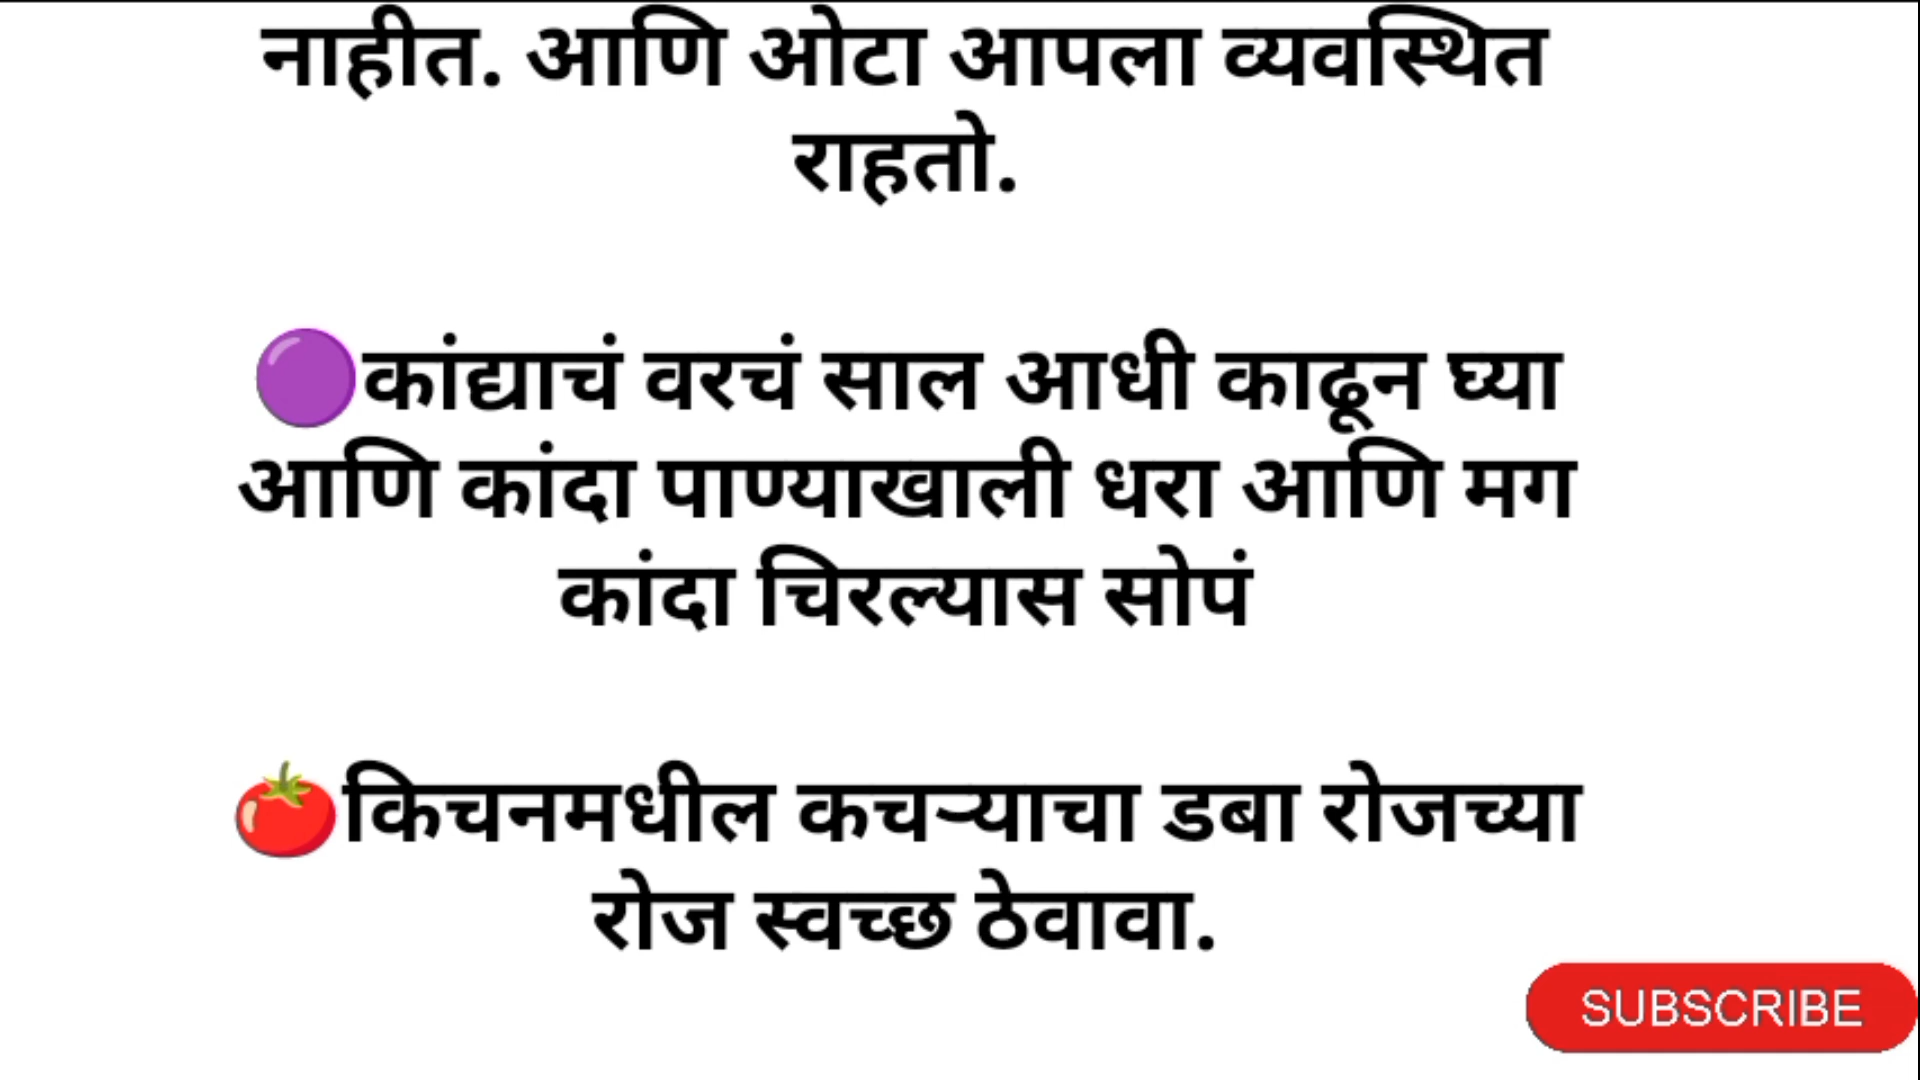 नाहीत. आणि ओटा आपला व्यवस्थित
राहतो.
🟣कांद्याचं वरचं साल आधी काढून घ्या
आणि कांदा पाण्याखाली धरा आणि मग
कांदा चिरल्यास सोपं
🍅किचनमधील कचऱ्याचा डबा रोजच्या
रोज स्वच्छ ठेवावा.
SUBSCRIBE